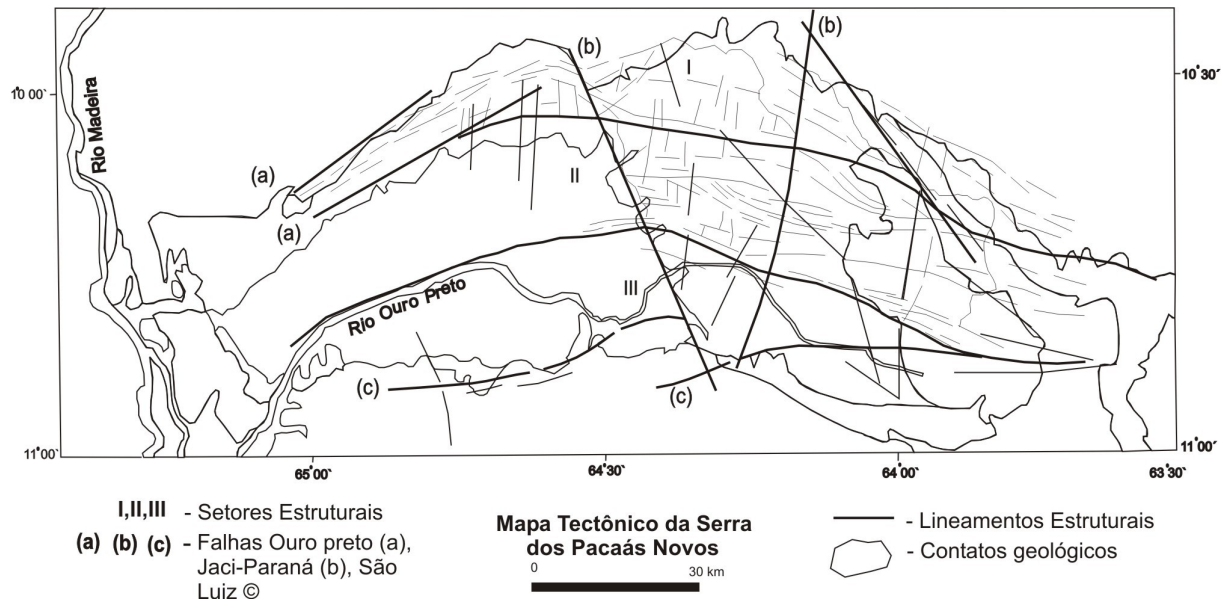 (b)
(b)
I
10 00'
10°30'
Rio Madeira
(a)
II
(a)
III
Rio Ouro Preto
(c)
(c)
11°00'
11°00'
65°00'
64°30'
64°00'
63°30'
I,II,III - Setores Estruturais
(a) (b) (c) - Falhas Ouro preto (a),
Jaci-Paraná (b), São
Luiz ©
Mapa Tectônico da Serra
dos Pacaás Novos
0 30 km
- Lineamentos Estruturais
- Contatos geológicos